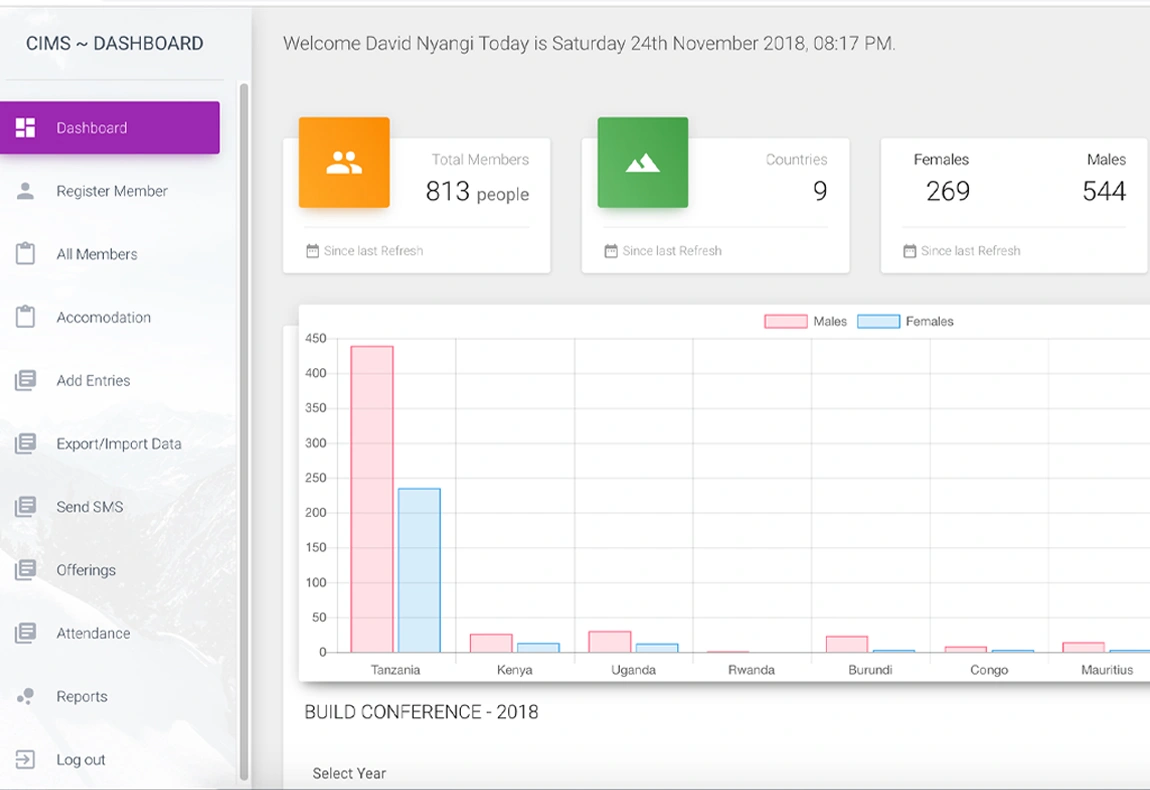 CIMS ~ DASHBOARD
Dashboard
Register Member
All Members
Accomodation
Add Entries
Export/Import Data
Send SMS
Offerings
Attendance
Reports
Log out
Welcome David Nyangi Today is Saturday 24th November 2018, 08:17 PM.
Total Members
813 people
Since last Refresh
Countries
9
Since last Refresh
Females Males
269 544
Since last Refresh
Males Females
450
400
350
300
250
200
150
100
50
0
Tanzania Kenya Uganda Rwanda Burundi Congo Mauritius
BUILD CONFERENCE - 2018
Select Year